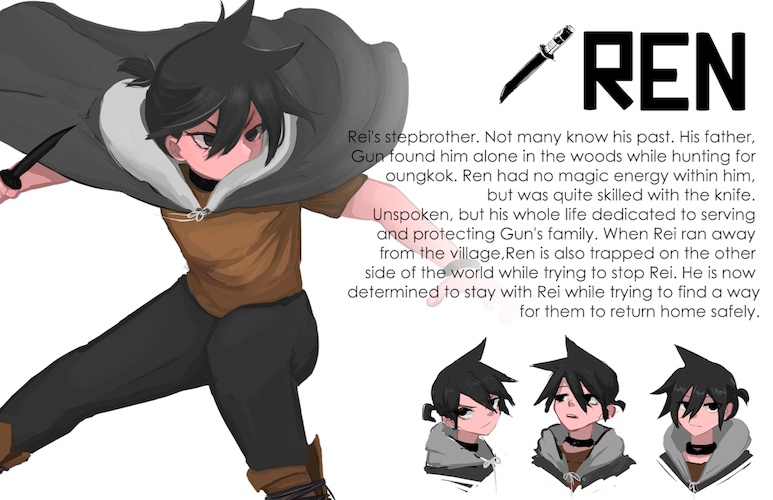 REN
Rei's stepbrother. Not many know his past. His father,
Gun found him alone in the woods while hunting for
oungkok. Ren had no magic energy within him,
but was quite skilled with the knife.
Unspoken, but his whole life dedicated to serving
and protecting Gun's family. When Rei ran away
from the village,Ren is also trapped on the other
side of the world while trying to stop Rei. He is now
determined to stay with Rei while trying to find a way
for them to return home safely.